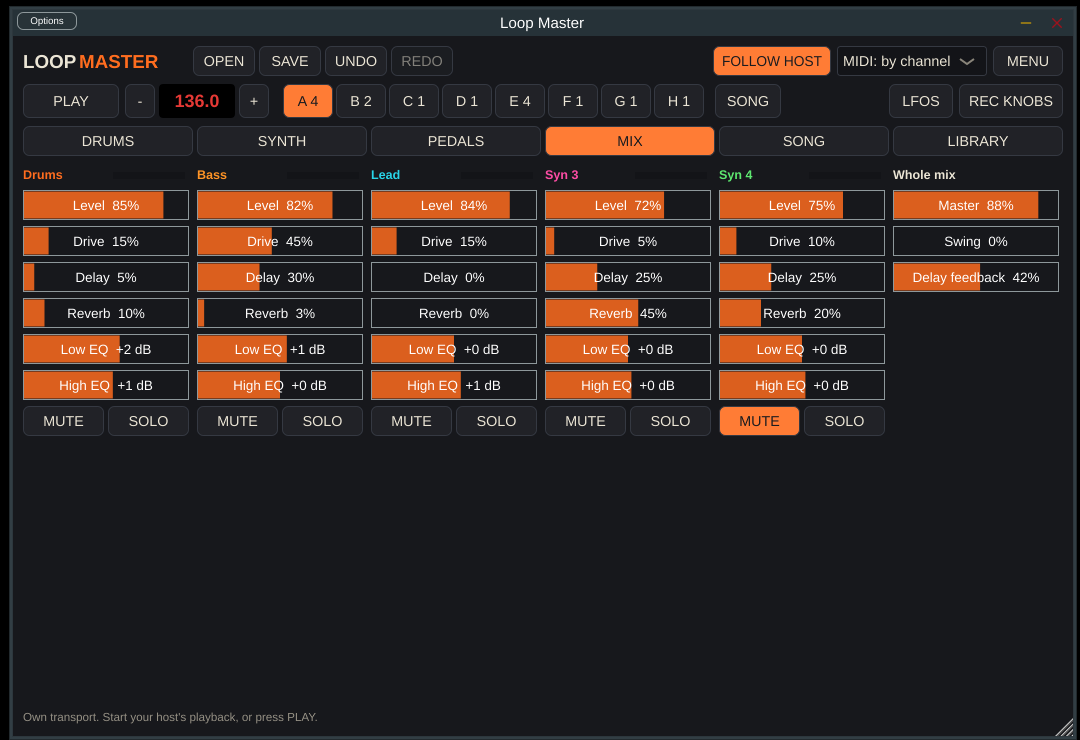 Options
Loop Master
LOOP MASTER OPEN SAVE UNDO REDO FOLLOW HOST MIDI: by channel MENU
PLAY - 136.0 + A 4 B 2 C 1 D 1 E 4 F 1 G 1 H 1 SONG LFOS REC KNOBS
DRUMS SYNTH PEDALS MIX SONG LIBRARY
Drums Bass Lead Syn 3 Syn 4 Whole mix
Level 85% Level 82% Level 84% Level 72% Level 75% Master 88%
Drive 15% Drive 45% Drive 15% Drive 5% Drive 10% Swing 0%
Delay 5% Delay 30% Delay 0% Delay 25% Delay 25% Delay feedback 42%
Reverb 10% Reverb 3% Reverb 0% Reverb 45% Reverb 20%
Low EQ +2 dB Low EQ +1 dB Low EQ +0 dB Low EQ +0 dB Low EQ +0 dB
High EQ +1 dB High EQ +0 dB High EQ +1 dB High EQ +0 dB High EQ +0 dB
MUTE SOLO MUTE SOLO MUTE SOLO MUTE SOLO MUTE SOLO
Own transport. Start your host's playback, or press PLAY.